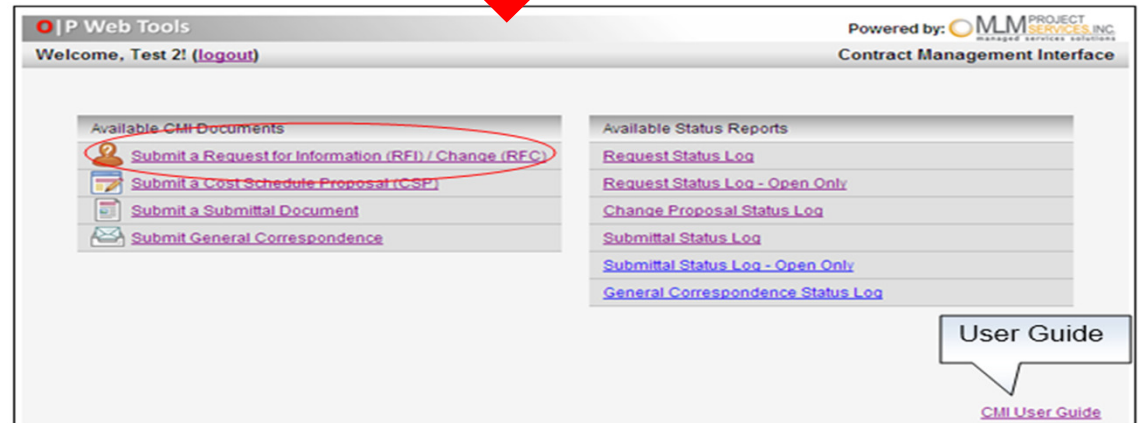 O|P Web Tools
Powered by: MLM PROJECT SERVICES, INC.
managed services solutions
Welcome, Test 2! (logout)
Contract Management Interface
Available CMI Documents
Submit a Request for Information (RFI) / Change (RFC)
Submit a Cost Schedule Proposal (CSP)
Submit a Submittal Document
Submit General Correspondence
Available Status Reports
Request Status Log
Request Status Log - Open Only
Change Proposal Status Log
Submittal Status Log
Submittal Status Log - Open Only
General Correspondence Status Log
User Guide
CMI User Guide